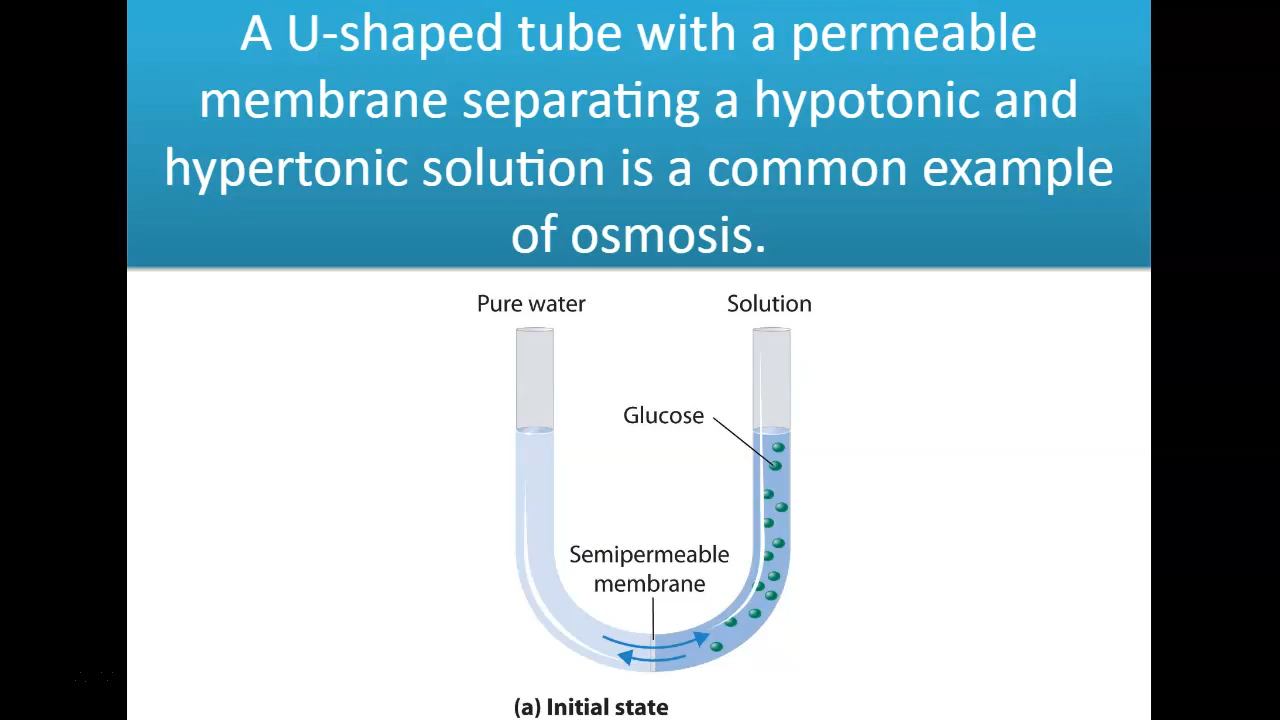 A U-shaped tube with a permeable
membrane separating a hypotonic and
hypertonic solution is a common example
of osmosis.
Pure water
Solution
Glucose
Semipermeable
membrane
(a) Initial state